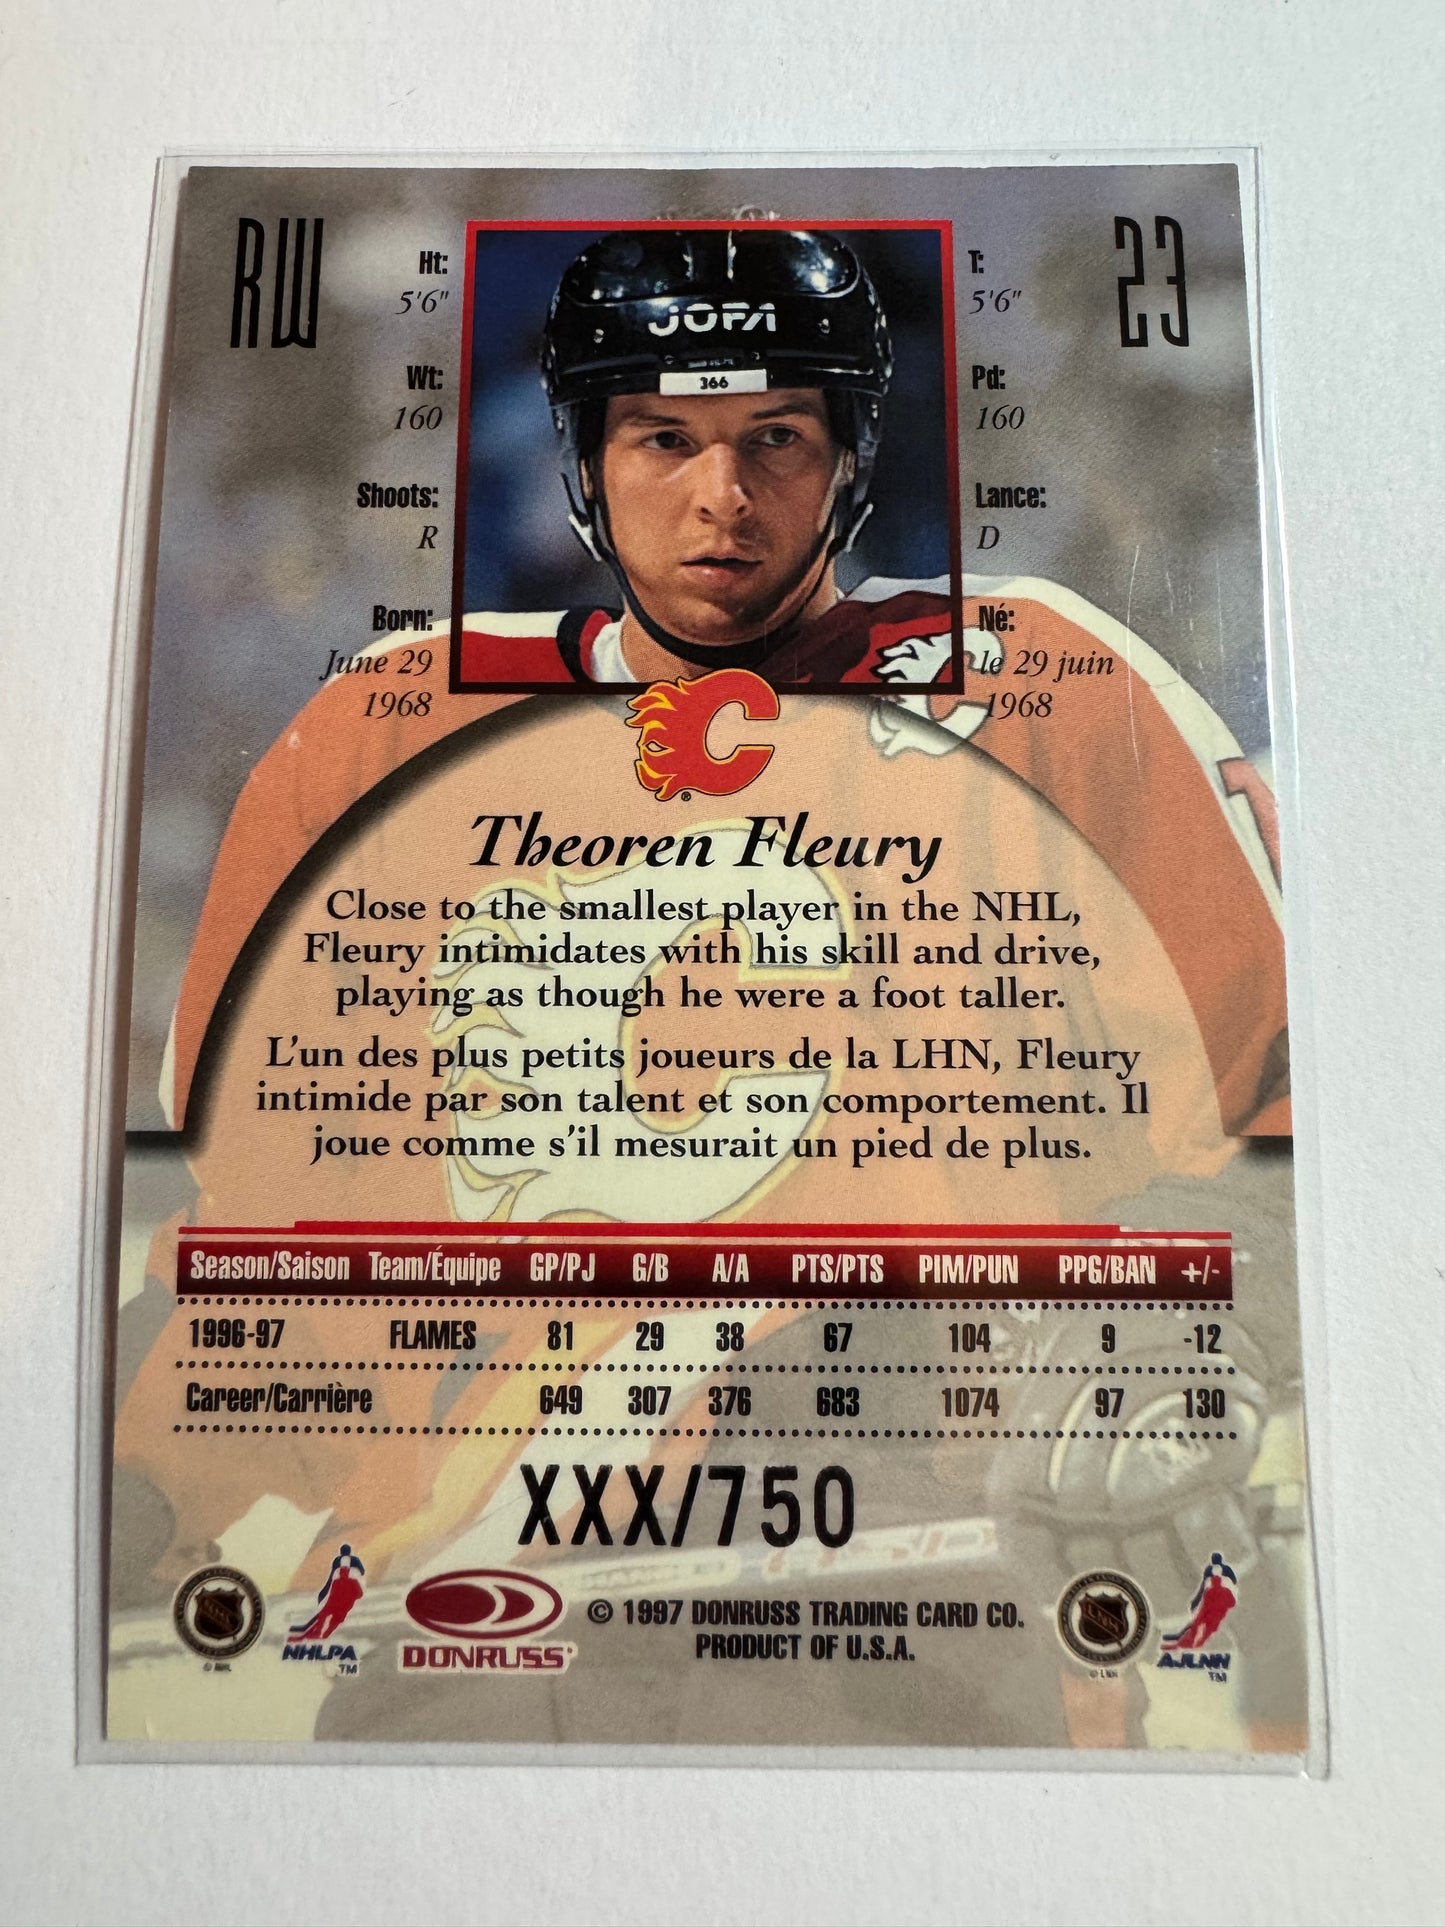 RW
23
Ht:
5'6"
Wt:
160
Shoots:
R
Born:
June 29
1968
JOFA
366
T:
5'6"
Pd:
160
Lance:
D
Né:
le 29 juin
1968
®
Theoren Fleury
Close to the smallest player in the NHL,
Fleury intimidates with his skill and drive,
playing as though he were a foot taller.
L'un des plus petits joueurs de la LHN, Fleury
intimide par son talent et son comportement. Il
joue comme s'il mesurait un pied de plus.
Season/Saison Team/Équipe GP/PJ G/B A/A PTS/PTS PIM/PUN PPG/BAN +/-
1996-97 FLAMES 81 29 38 67 104 9 -12
Career/Carrière 649 307 376 683 1074 97 130
XXX/750
NHLPA
TM
DONRUSS
© 1997 DONRUSS TRADING CARD CO.
PRODUCT OF U.S.A.
AJLNH
TM